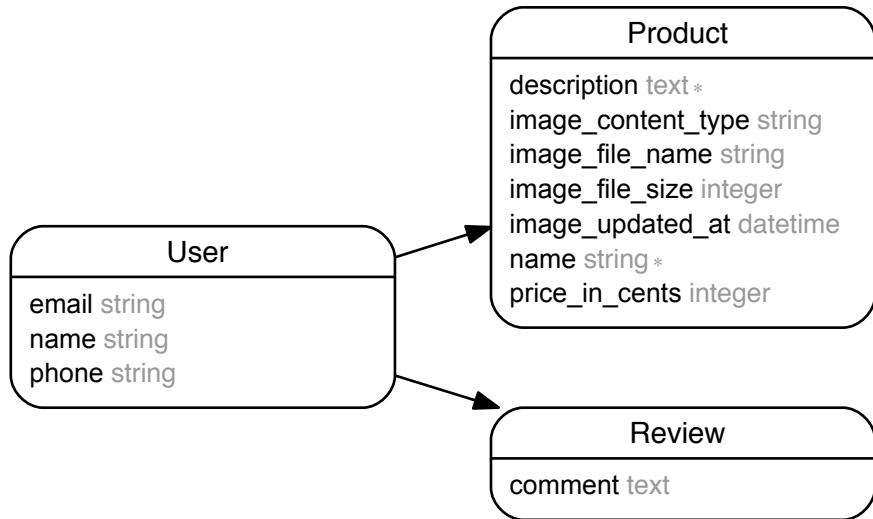 User
email string
name string
phone string
Product
description text*
image_content_type string
image_file_name string
image_file_size integer
image_updated_at datetime
name string*
price_in_cents integer
Review
comment text